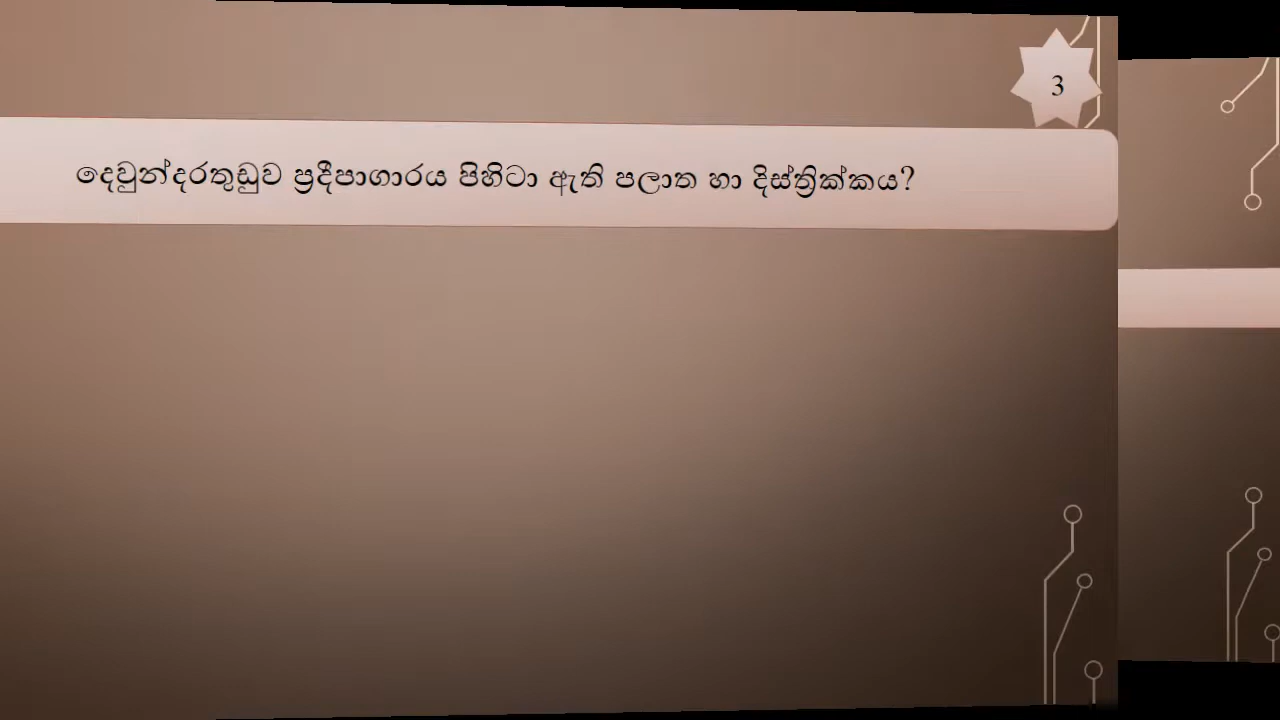 3
දෙවුන්දරතුඩුව ප්‍රදීපාගාරය පිහිටා ඇති පලාත හා දිස්ත්‍රික්කය?